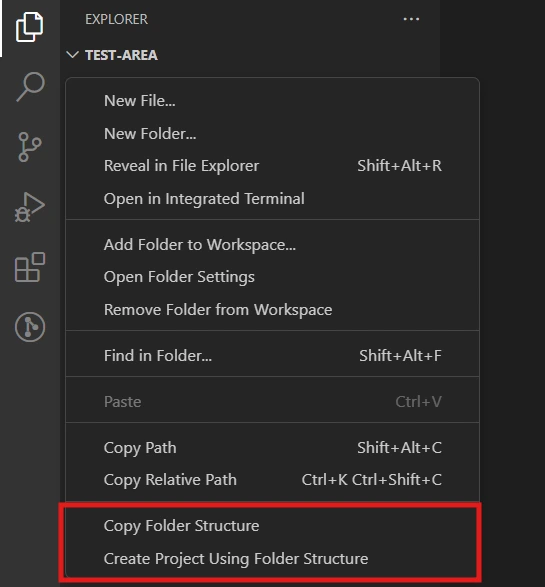 EXPLORER
TEST-AREA
New File...
New Folder...
Reveal in File Explorer Shift+Alt+R
Open in Integrated Terminal
Add Folder to Workspace...
Open Folder Settings
Remove Folder from Workspace
Find in Folder... Shift+Alt+F
Paste Ctrl+V
Copy Path Shift+Alt+C
Copy Relative Path Ctrl+K Ctrl+Shift+C
Copy Folder Structure
Create Project Using Folder Structure